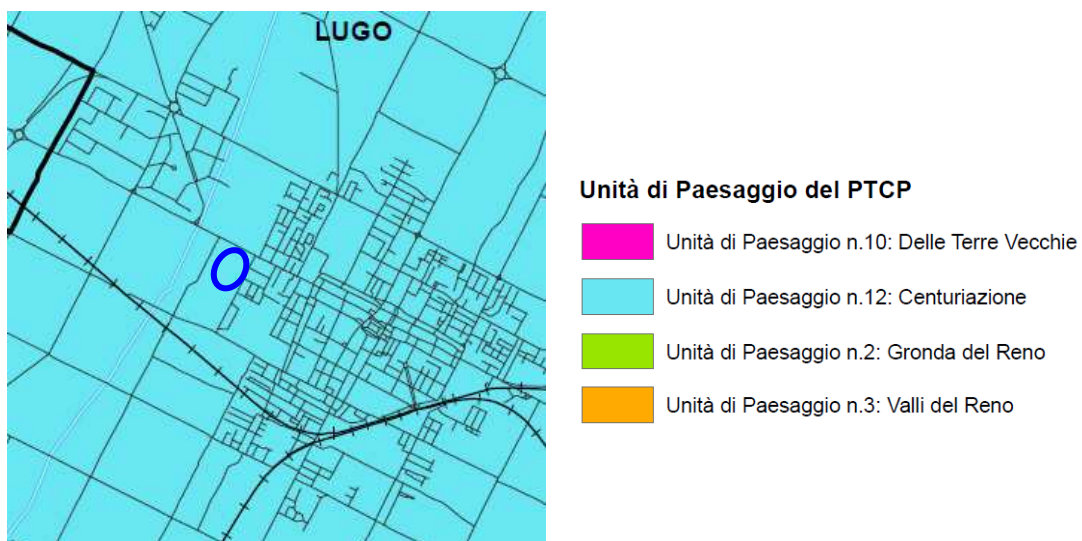 LUGO
Unità di Paesaggio del PTCP
Unità di Paesaggio n.10: Delle Terre Vecchie
Unità di Paesaggio n.12: Centuriazione
Unità di Paesaggio n.2: Gronda del Reno
Unità di Paesaggio n.3: Valli del Reno